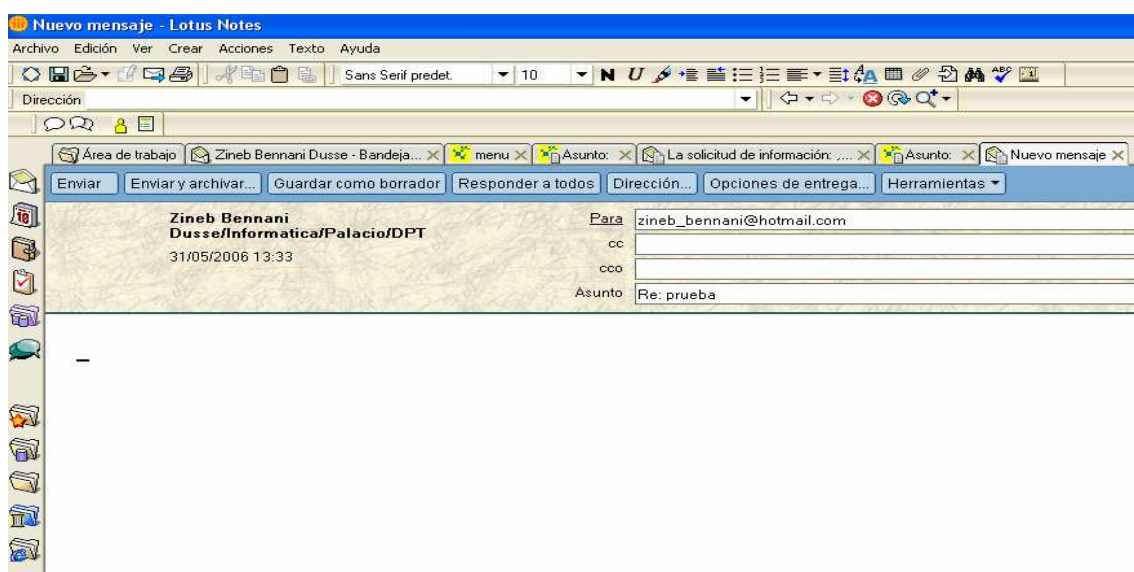 Nuevo mensaje - Lotus Notes
Archivo Edición Ver Crear Acciones Texto Ayuda
Sans Serif predet. 10 N U
Dirección
Área de trabajo Zineb Bennani Dusse - Bandeja... menu Asunto: La solicitud de información: ,... Asunto: Nuevo mensaje
Enviar Enviar y archivar... Guardar como borrador Responder a todos Dirección... Opciones de entrega... Herramientas
Zineb Bennani Para zineb_bennani@hotmail.com
Dusse/Informatica/Palacio/DPT
cc
31/05/2006 13:33
cco
Asunto Re: prueba